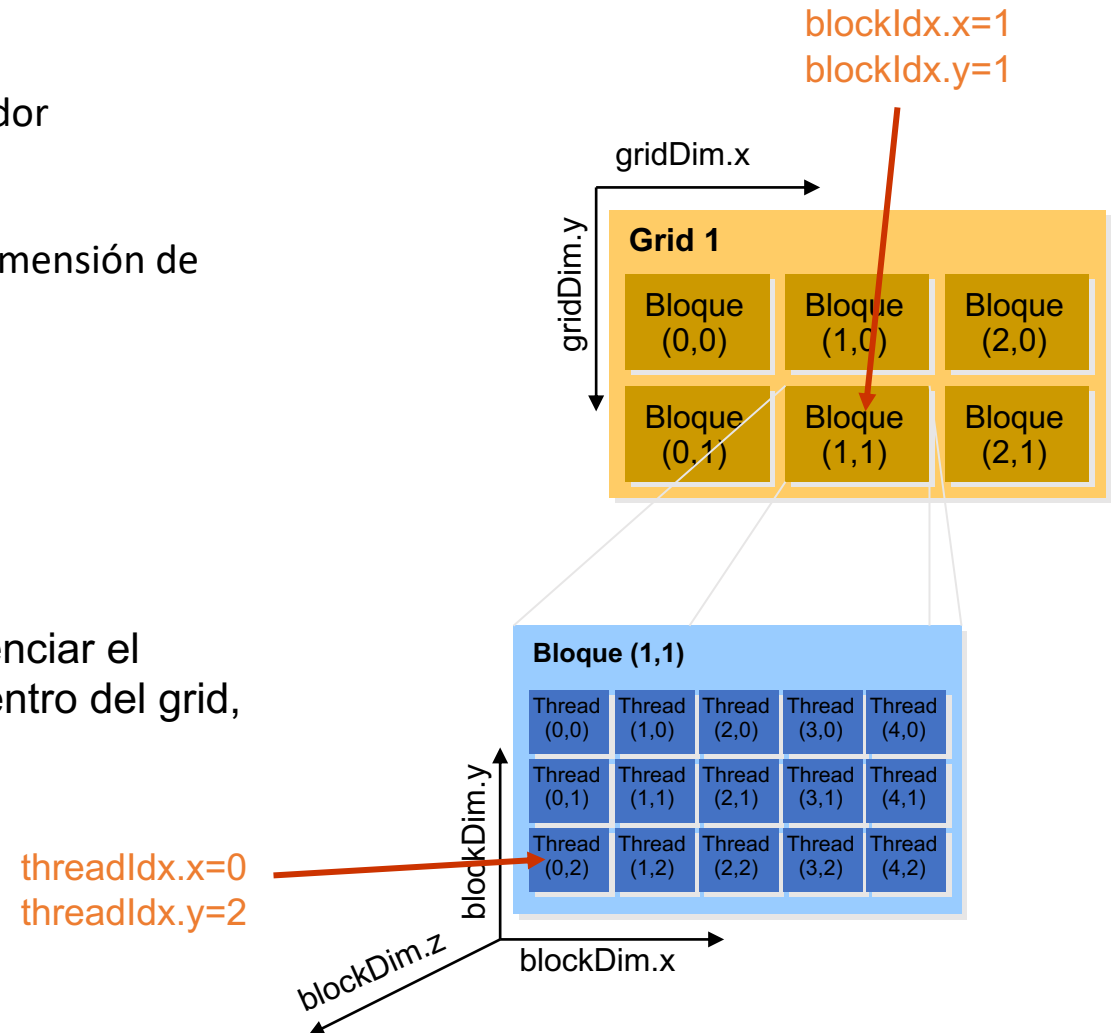 blockIdx.x=1
blockIdx.y=1
dor
mensión de
enciar el
entro del grid,
gridDim.x
gridDim.y
Grid 1
Bloque (0,0) Bloque (1,0) Bloque (2,0)
Bloque (0,1) Bloque (1,1) Bloque (2,1)
Bloque (1,1)
Thread (0,0) Thread (1,0) Thread (2,0) Thread (3,0) Thread (4,0)
Thread (0,1) Thread (1,1) Thread (2,1) Thread (3,1) Thread (4,1)
Thread (0,2) Thread (1,2) Thread (2,2) Thread (3,2) Thread (4,2)
threadIdx.x=0
threadIdx.y=2
blockDim.y
blockDim.z
blockDim.x